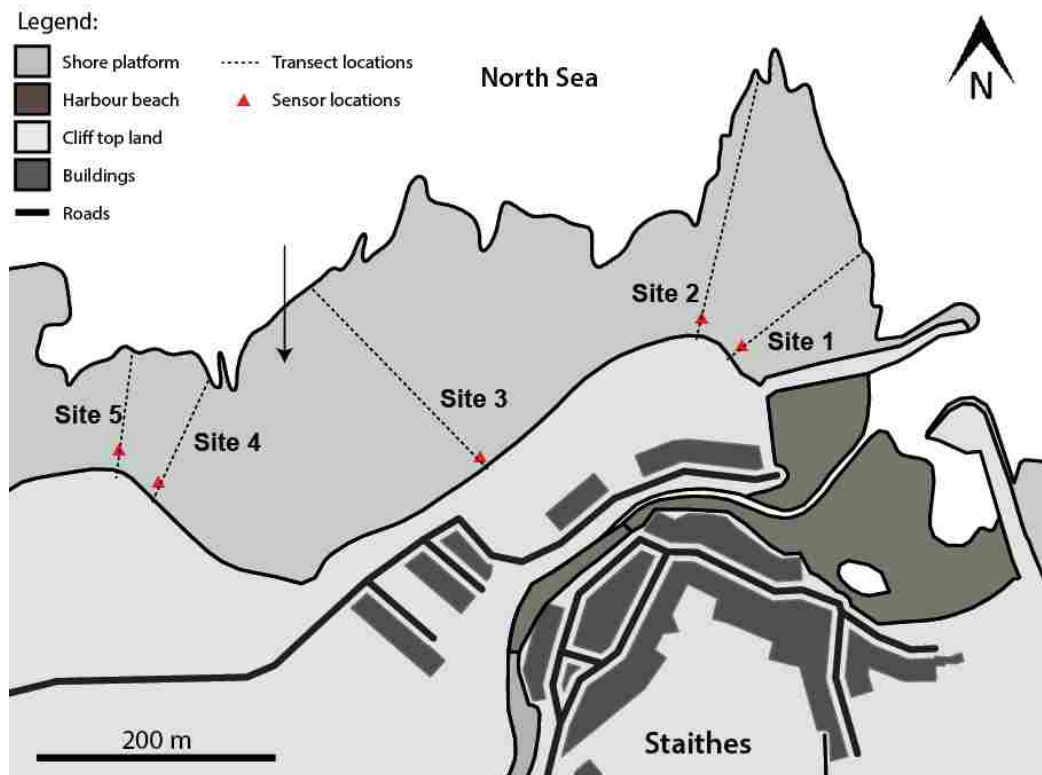 Legend:
Shore platform
Harbour beach
Cliff top land
Buildings
Roads
Transect locations
Sensor locations
North Sea
N
Site 2
Site 1
Site 3
Site 5
Site 4
200 m
Staithes